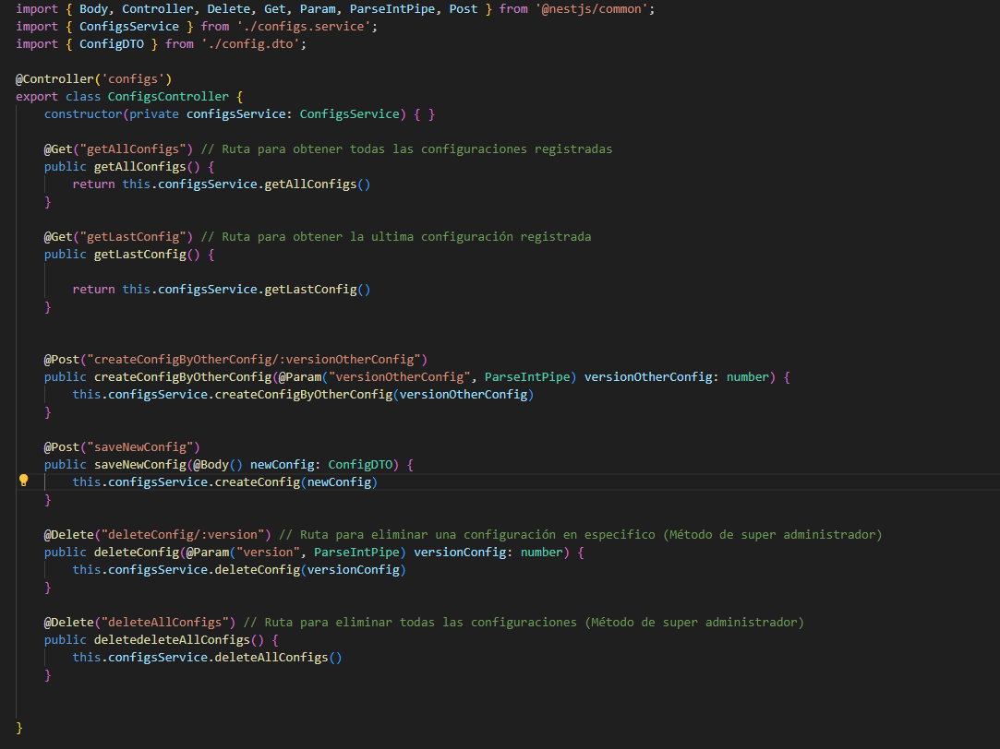 import { Body, Controller, Delete, Get, Param, ParseIntPipe, Post } from '@nestjs/common';
import { ConfigsService } from './configs.service';
import { ConfigDTO } from './config.dto';
@Controller('configs')
export class ConfigsController {
constructor(private configsService: ConfigsService) { }
@Get("getAllConfigs") // Ruta para obtener todas las configuraciones registradas
public getAllConfigs() {
return this.configsService.getAllConfigs()
}
@Get("getLastConfig") // Ruta para obtener la ultima configuración registrada
public getLastConfig() {
return this.configsService.getLastConfig()
}
@Post("createConfigByOtherConfig/:versionOtherConfig")
public createConfigByOtherConfig(@Param("versionOtherConfig", ParseIntPipe) versionOtherConfig: number) {
this.configsService.createConfigByOtherConfig(versionOtherConfig)
}
@Post("saveNewConfig")
public saveNewConfig(@Body() newConfig: ConfigDTO) {
this.configsService.createConfig(newConfig)
}
@Delete("deleteConfig/:version") // Ruta para eliminar una configuración en especifico (Método de super administrador)
public deleteConfig(@Param("version", ParseIntPipe) versionConfig: number) {
this.configsService.deleteConfig(versionConfig)
}
@Delete("deleteAllConfigs") // Ruta para eliminar todas las configuraciones (Método de super administrador)
public deletedeleteAllConfigs() {
this.configsService.deleteAllConfigs()
}
}